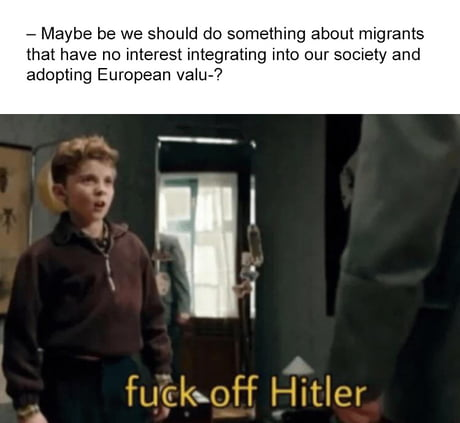 – Maybe be we should do something about migrants
that have no interest integrating into our society and
adopting European valu-?
fuck off Hitler